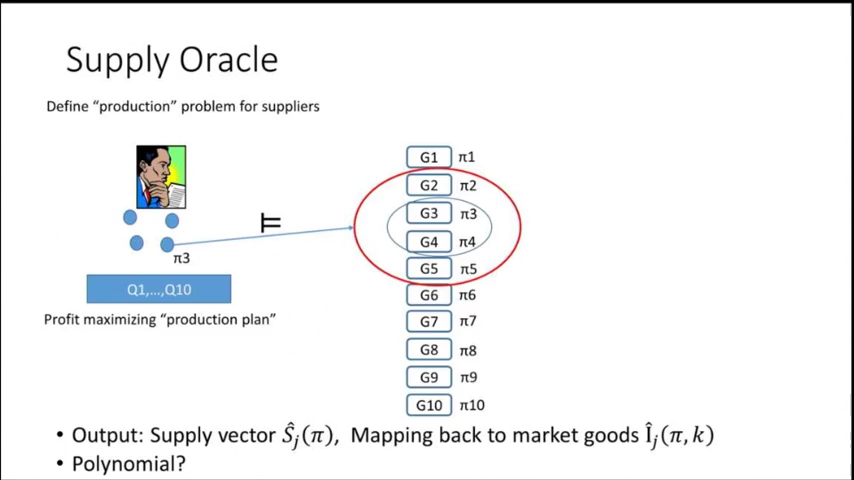 Supply Oracle
Define “production” problem for suppliers
G1 π1
G2 π2
G3 π3
G4 π4
G5 π5
G6 π6
G7 π7
G8 π8
G9 π9
G10 π10
⊨
π3
Q1,...,Q10
Profit maximizing “production plan”
• Output: Supply vector Ŝⱼ(π), Mapping back to market goods Îⱼ(π, k)
• Polynomial?